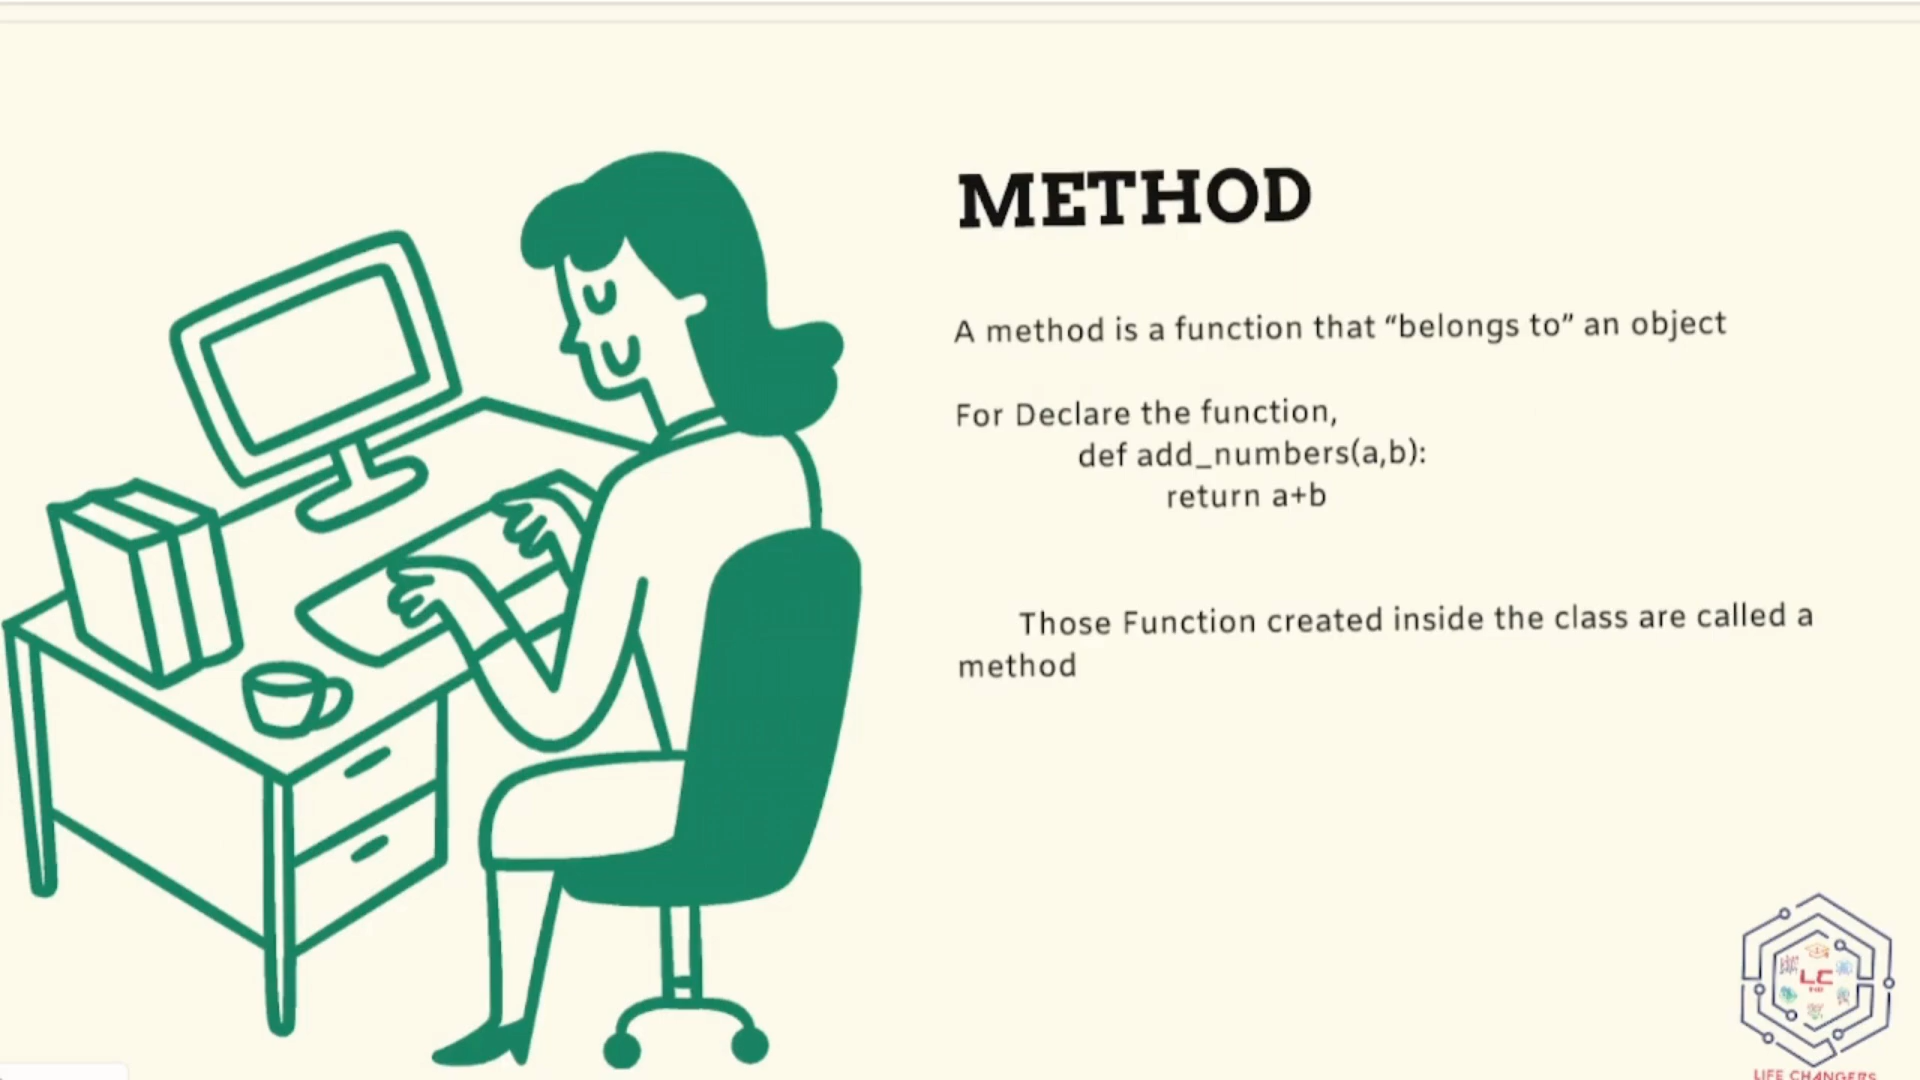 METHOD
A method is a function that “belongs to” an object
For Declare the function,
def add_numbers(a,b):
return a+b
Those Function created inside the class are called a
method
LC
LIFE CHANGERS